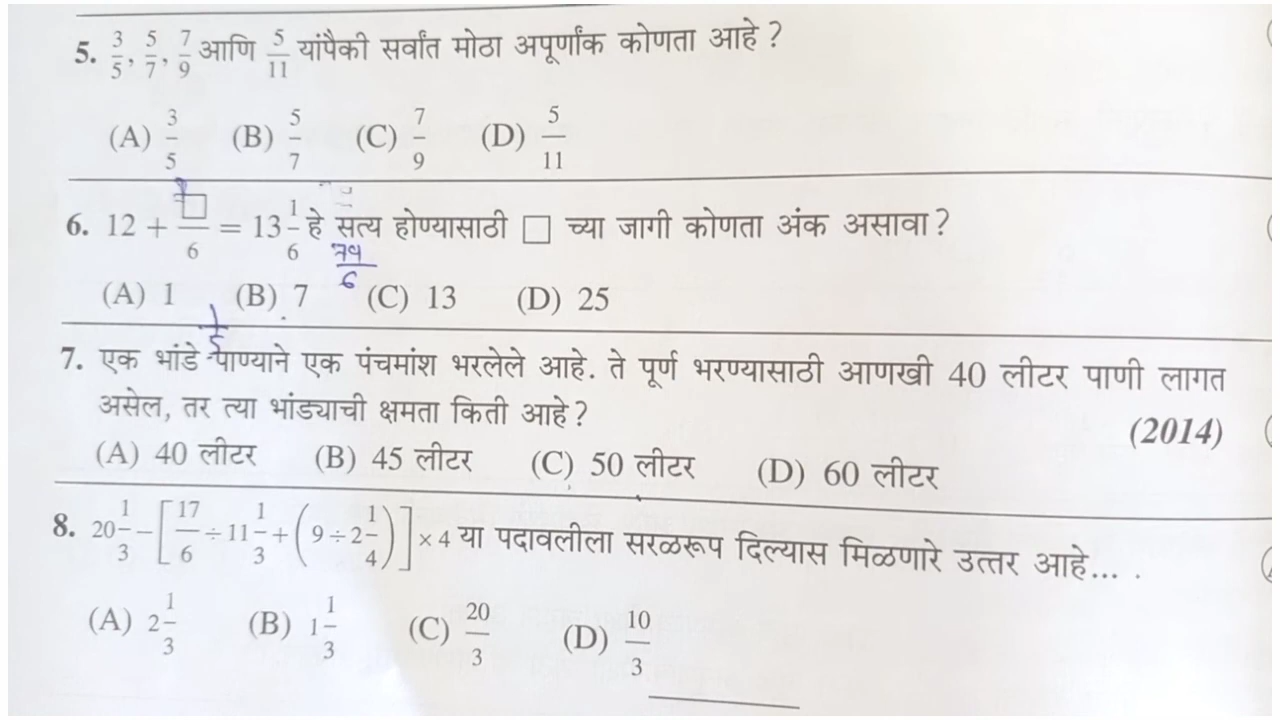 5. 3/5, 5/7, 7/9 आणि 5/11 यांपैकी सर्वांत मोठा अपूर्णांक कोणता आहे ?
(A) 3/5 (B) 5/7 (C) 7/9 (D) 5/11
6. 12 + □/6 = 13 1/6 हे सत्य होण्यासाठी □ च्या जागी कोणता अंक असावा ?
(A) 1 (B) 7 (C) 13 (D) 25
7. एक भांडे पाण्याने एक पंचमांश भरलेले आहे. ते पूर्ण भरण्यासाठी आणखी 40 लीटर पाणी लागत
असेल, तर त्या भांड्याची क्षमता किती आहे ? (2014)
(A) 40 लीटर (B) 45 लीटर (C) 50 लीटर (D) 60 लीटर
8. 20 1/3 − [17/6 ÷ 11 1/3 + (9 ÷ 2 1/4)] × 4 या पदावलीला सरळरूप दिल्यास मिळणारे उत्तर आहे... .
(A) 2 1/3 (B) 1 1/3 (C) 20/3 (D) 10/3